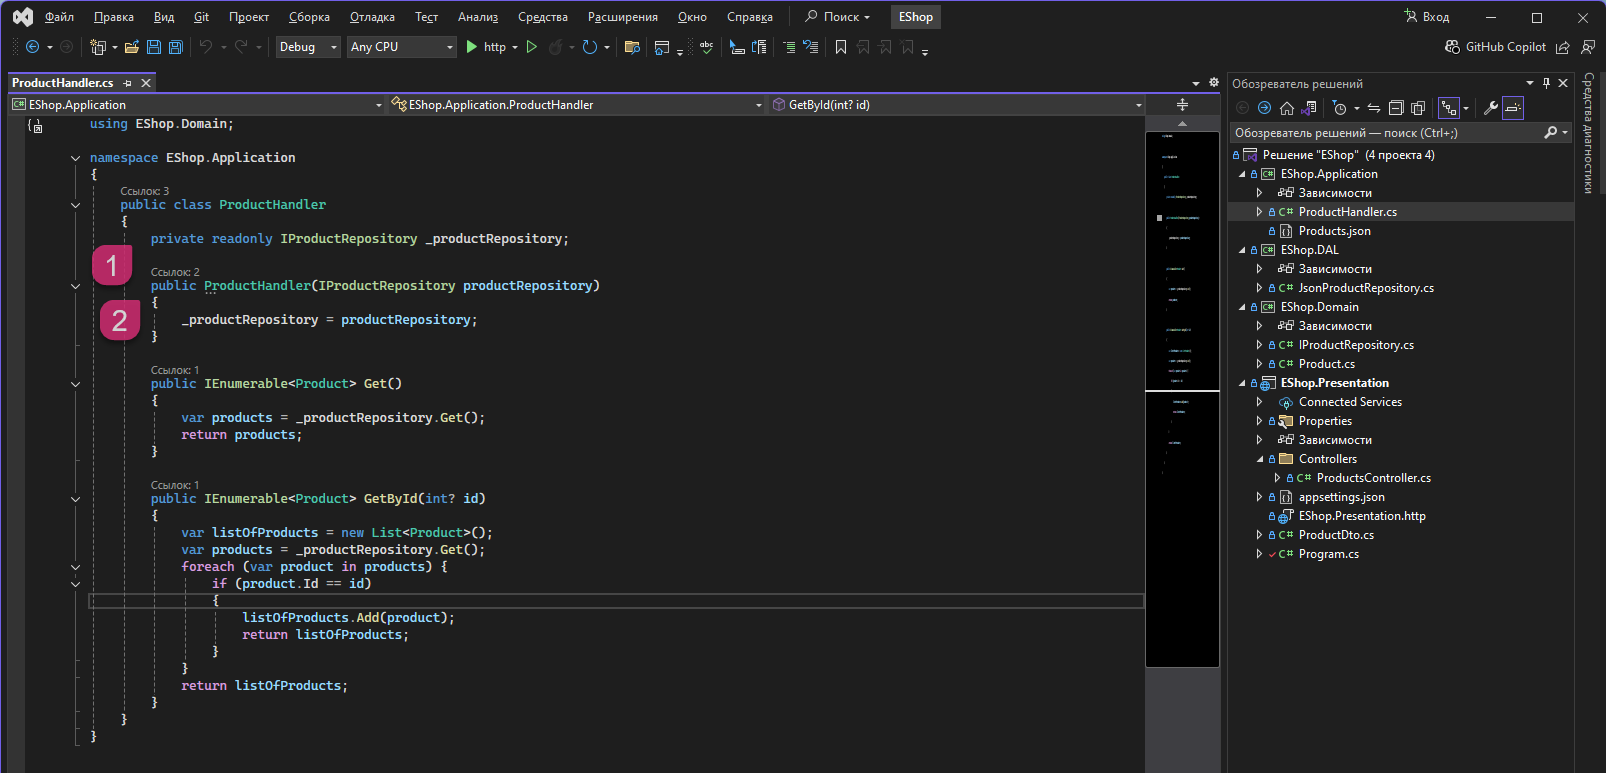 Файл Правка Вид Git Проект Сборка Отладка Тест Анализ Средства Расширения Окно Справка Поиск EShop Вход
Debug Any CPU http GitHub Copilot
ProductHandler.cs
EShop.Application EShop.Application.ProductHandler GetById(int? id)
using EShop.Domain;
namespace EShop.Application
{
Ссылок: 3
public class ProductHandler
{
private readonly IProductRepository _productRepository;
1
Ссылок: 2
public ProductHandler(IProductRepository productRepository)
{
2
_productRepository = productRepository;
}
Ссылок: 1
public IEnumerable<Product> Get()
{
var products = _productRepository.Get();
return products;
}
Ссылок: 1
public IEnumerable<Product> GetById(int? id)
{
var listOfProducts = new List<Product>();
var products = _productRepository.Get();
foreach (var product in products) {
if (product.Id == id)
{
listOfProducts.Add(product);
return listOfProducts;
}
}
return listOfProducts;
}
}
}
Обозреватель решений
Обозреватель решений — поиск (Ctrl+;)
Решение "EShop" (4 проекта 4)
EShop.Application
Зависимости
C# ProductHandler.cs
Products.json
EShop.DAL
Зависимости
C# JsonProductRepository.cs
EShop.Domain
Зависимости
C# IProductRepository.cs
C# Product.cs
EShop.Presentation
Connected Services
Properties
Зависимости
Controllers
C# ProductsController.cs
appsettings.json
EShop.Presentation.http
C# ProductDto.cs
C# Program.cs
Средства диагностики